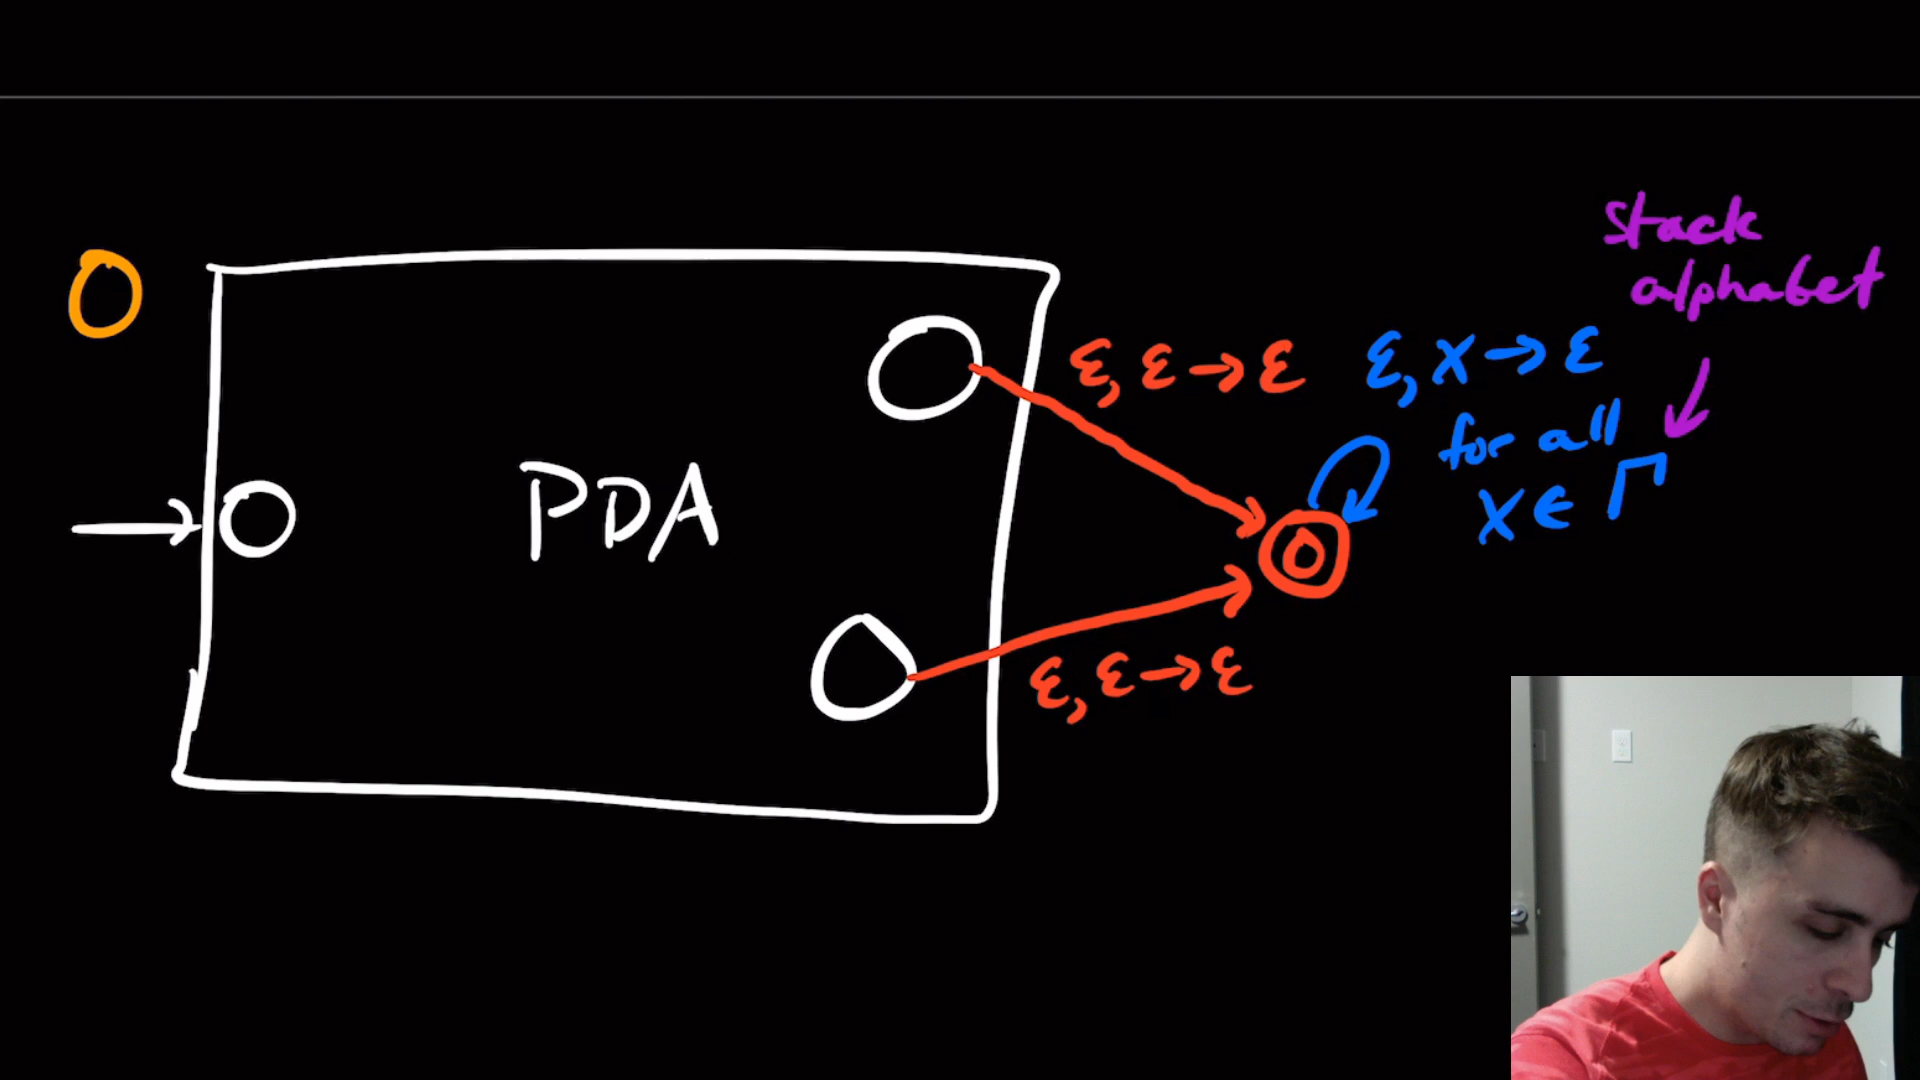 stack
alphabet
ε, ε → ε
ε, x → ε
for all
x ∈ Γ
PDA
ε, ε → ε